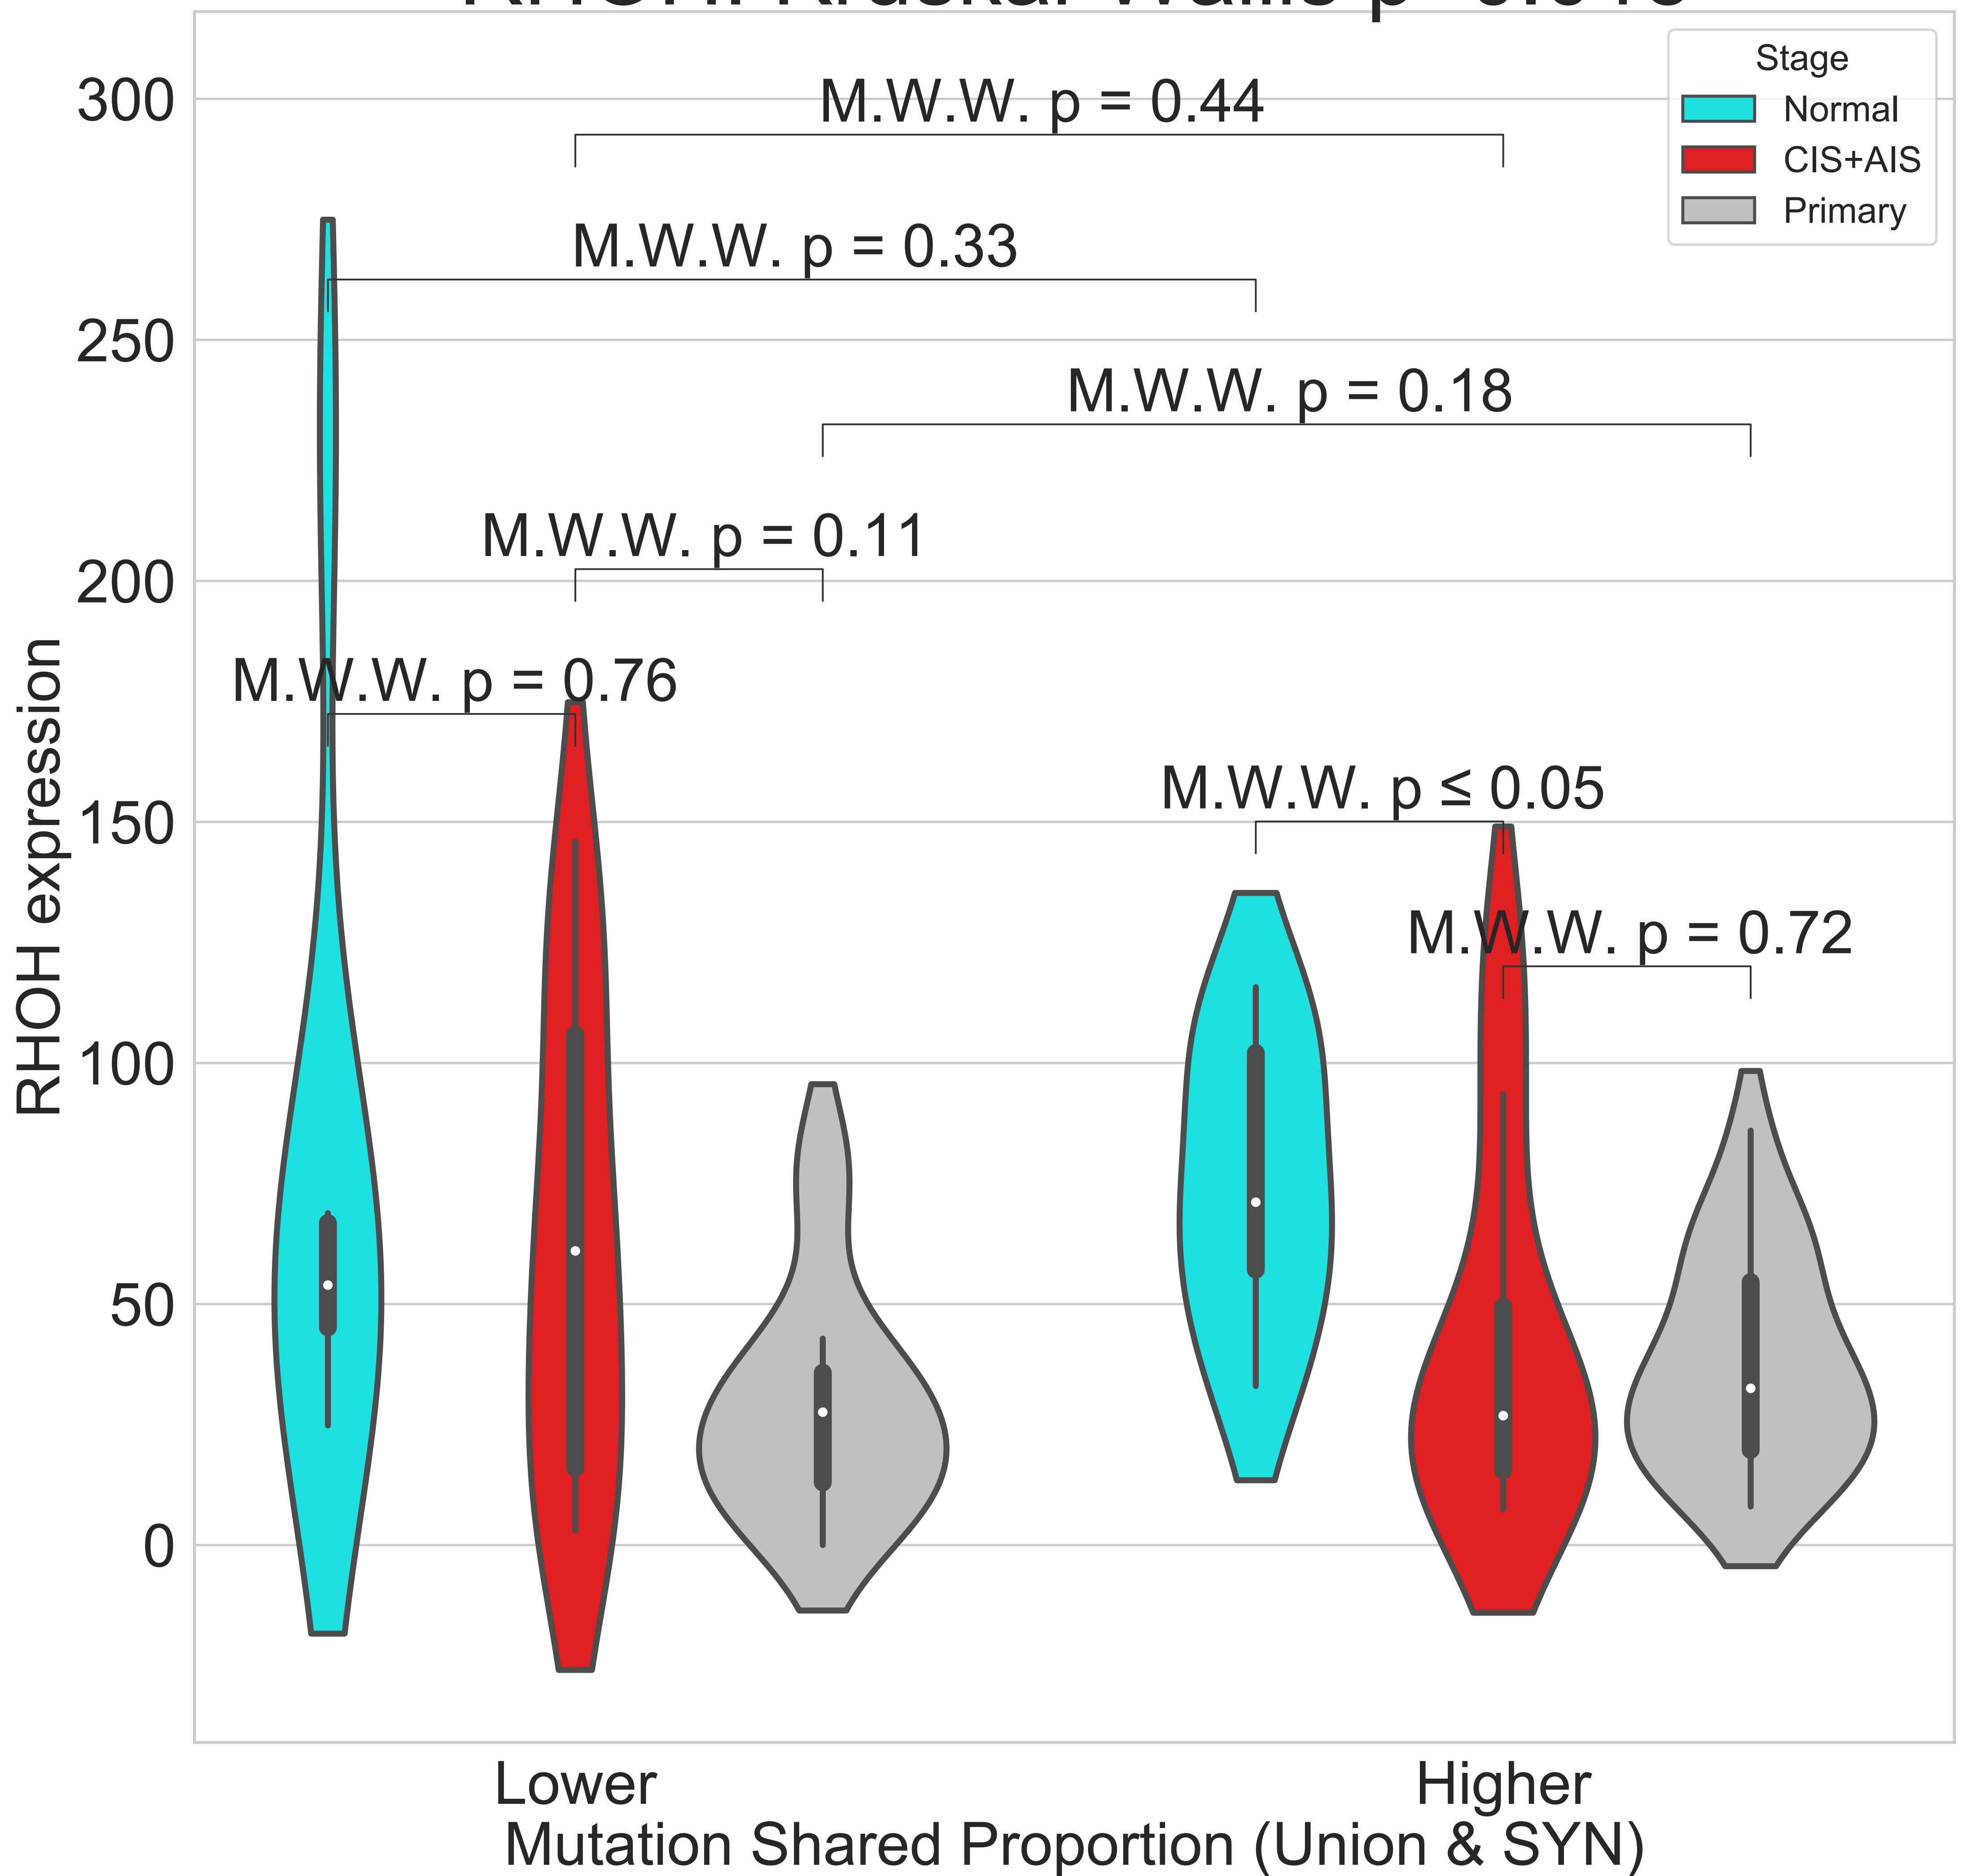 Stage
Normal
CIS+AIS
Primary
300
250
200
150
100
50
0
RHOH expression
M.W.W. p = 0.44
M.W.W. p = 0.33
M.W.W. p = 0.18
M.W.W. p = 0.11
M.W.W. p = 0.76
M.W.W. p ≤ 0.05
M.W.W. p = 0.72
Lower
Higher
Mutation Shared Proportion (Union & SYN)